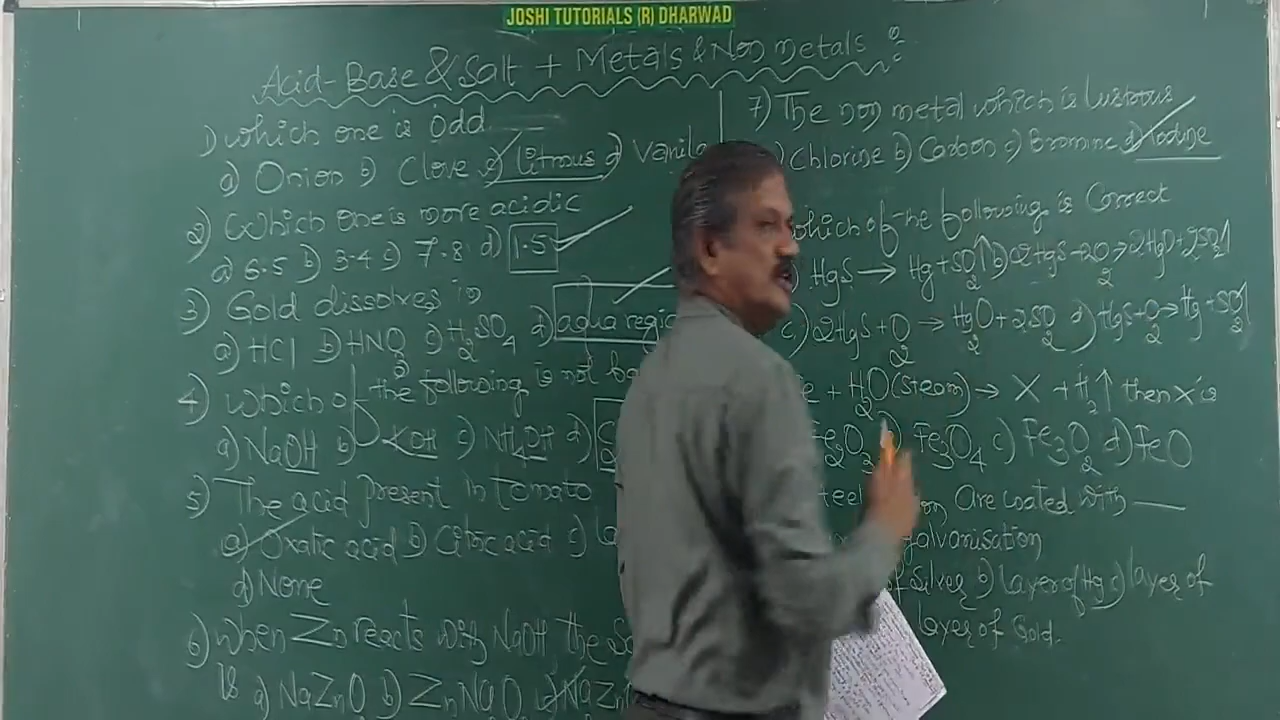 JOSHI TUTORIALS (R) DHARWAD
Acid-Base & Salt + Metals & Non metals
1) Which one is odd
a) Onion b) Clove c) Litrous d) Vanila
2) Which one is more acidic
a) 6.5 b) 3.4 c) 7.8 d) 1.5
3) Gold dissolves in
a) HCl b) HNO3 c) H2SO4 d) aqua regia
4) Which of the following is not
a) NaOH b) KOH c) NH4OH d)
5) The acid present in tomato
a) Oxalic acid b) Citric acid c)
d) None
6) When Zn reacts with NaOH, the
is a) NaZnO b) ZnNaO c)
7) The non metal which is Lustrous
Chlorine b) Carbon c) Bromine d) Iodine
which of the following is Correct
HgS → Hg + SO2↑ b) 2HgS + 2O2 → 2HgO + 2SO2↑
c) 2HgS + O2 → H2O + 2SO2 d) HgS + O2 → Hg + SO2↑
+ H2O (Steam) → X + H2↑ then X is
Fe2O3 b) Fe3O4 c) Fe3O2 d) FeO
Are coated with
galvanisation
of Silver b) layer of Hg c) layer of
layer of Gold.